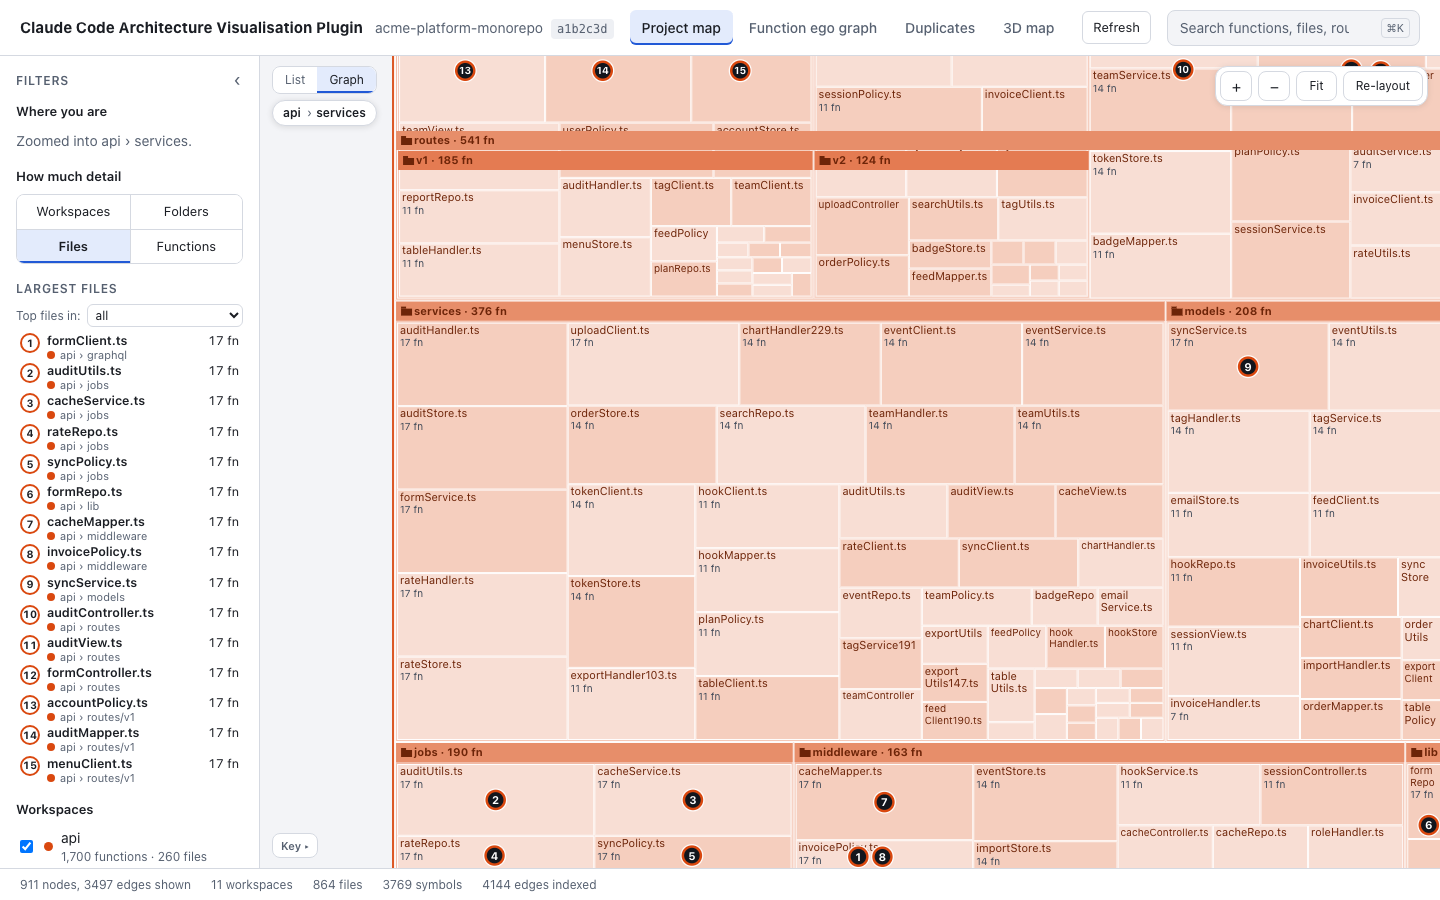 Claude Code Architecture Visualisation Plugin
acme-platform-monorepo
a1b2c3d
Project map
Function ego graph
Duplicates
3D map
Refresh
Search functions, files, rou
⌘K
FILTERS
Where you are
Zoomed into api › services.
How much detail
Workspaces
Folders
Files
Functions
LARGEST FILES
Top files in:
all
1 formClient.ts 17 fn
api › graphql
2 auditUtils.ts 17 fn
api › jobs
3 cacheService.ts 17 fn
api › jobs
4 rateRepo.ts 17 fn
api › jobs
5 syncPolicy.ts 17 fn
api › jobs
6 formRepo.ts 17 fn
api › lib
7 cacheMapper.ts 17 fn
api › middleware
8 invoicePolicy.ts 17 fn
api › middleware
9 syncService.ts 17 fn
api › models
10 auditController.ts 17 fn
api › routes
11 auditView.ts 17 fn
api › routes
12 formController.ts 17 fn
api › routes
13 accountPolicy.ts 17 fn
api › routes/v1
14 auditMapper.ts 17 fn
api › routes/v1
15 menuClient.ts 17 fn
api › routes/v1
Workspaces
api
1,700 functions · 260 files
List
Graph
api › services
Key ▸
+
−
Fit
Re-layout
13
14
15
10
teamService.ts
14 fn
sessionPolicy.ts
11 fn
invoiceClient.ts
teamView.ts
userPolicy.ts
accountStore.ts
routes · 541 fn
v1 · 185 fn
v2 · 124 fn
reportRepo.ts
11 fn
tableHandler.ts
11 fn
auditHandler.ts
menuStore.ts
tagClient.ts
teamClient.ts
feedPolicy
planRepo.ts
uploadController
orderPolicy.ts
searchUtils.ts
tagUtils.ts
badgeStore.ts
feedMapper.ts
tokenStore.ts
14 fn
badgeMapper.ts
11 fn
planPolicy.ts
sessionService.ts
auditService.ts
7 fn
invoiceClient.ts
rateUtils.ts
services · 376 fn
auditHandler.ts
17 fn
uploadClient.ts
17 fn
chartHandler229.ts
14 fn
eventClient.ts
14 fn
eventService.ts
14 fn
auditStore.ts
17 fn
orderStore.ts
14 fn
searchRepo.ts
14 fn
teamHandler.ts
14 fn
teamUtils.ts
14 fn
formService.ts
17 fn
tokenClient.ts
14 fn
hookClient.ts
11 fn
auditUtils.ts
auditView.ts
cacheView.ts
hookMapper.ts
11 fn
rateClient.ts
syncClient.ts
chartHandler.ts
rateHandler.ts
17 fn
tokenStore.ts
14 fn
eventRepo.ts
teamPolicy.ts
badgeRepo
email
Service.ts
planPolicy.ts
11 fn
tagService191
exportUtils
feedPolicy
hook
Handler.ts
hookStore
rateStore.ts
17 fn
exportHandler103.ts
11 fn
tableClient.ts
11 fn
teamController
export
Utils147.ts
table
Utils.ts
feed
Client190.ts
models · 208 fn
syncService.ts
17 fn
9
eventUtils.ts
14 fn
tagHandler.ts
14 fn
tagService.ts
14 fn
emailStore.ts
11 fn
feedClient.ts
11 fn
hookRepo.ts
11 fn
invoiceUtils.ts
sync
Store
chartClient.ts
order
Utils
sessionView.ts
11 fn
importHandler.ts
export
Client
invoiceHandler.ts
7 fn
orderMapper.ts
table
Policy
jobs · 190 fn
auditUtils.ts
17 fn
2
cacheService.ts
17 fn
3
rateRepo.ts
17 fn
4
syncPolicy.ts
17 fn
5
middleware · 163 fn
cacheMapper.ts
17 fn
7
eventStore.ts
14 fn
hookService.ts
11 fn
sessionController.ts
11 fn
invoicePolicy.ts
17 fn
1
8
importStore.ts
14 fn
cacheController.ts
cacheRepo.ts
roleHandler.ts
lib
form
Repo
17 fn
6
911 nodes, 3497 edges shown
11 workspaces
864 files
3769 symbols
4144 edges indexed